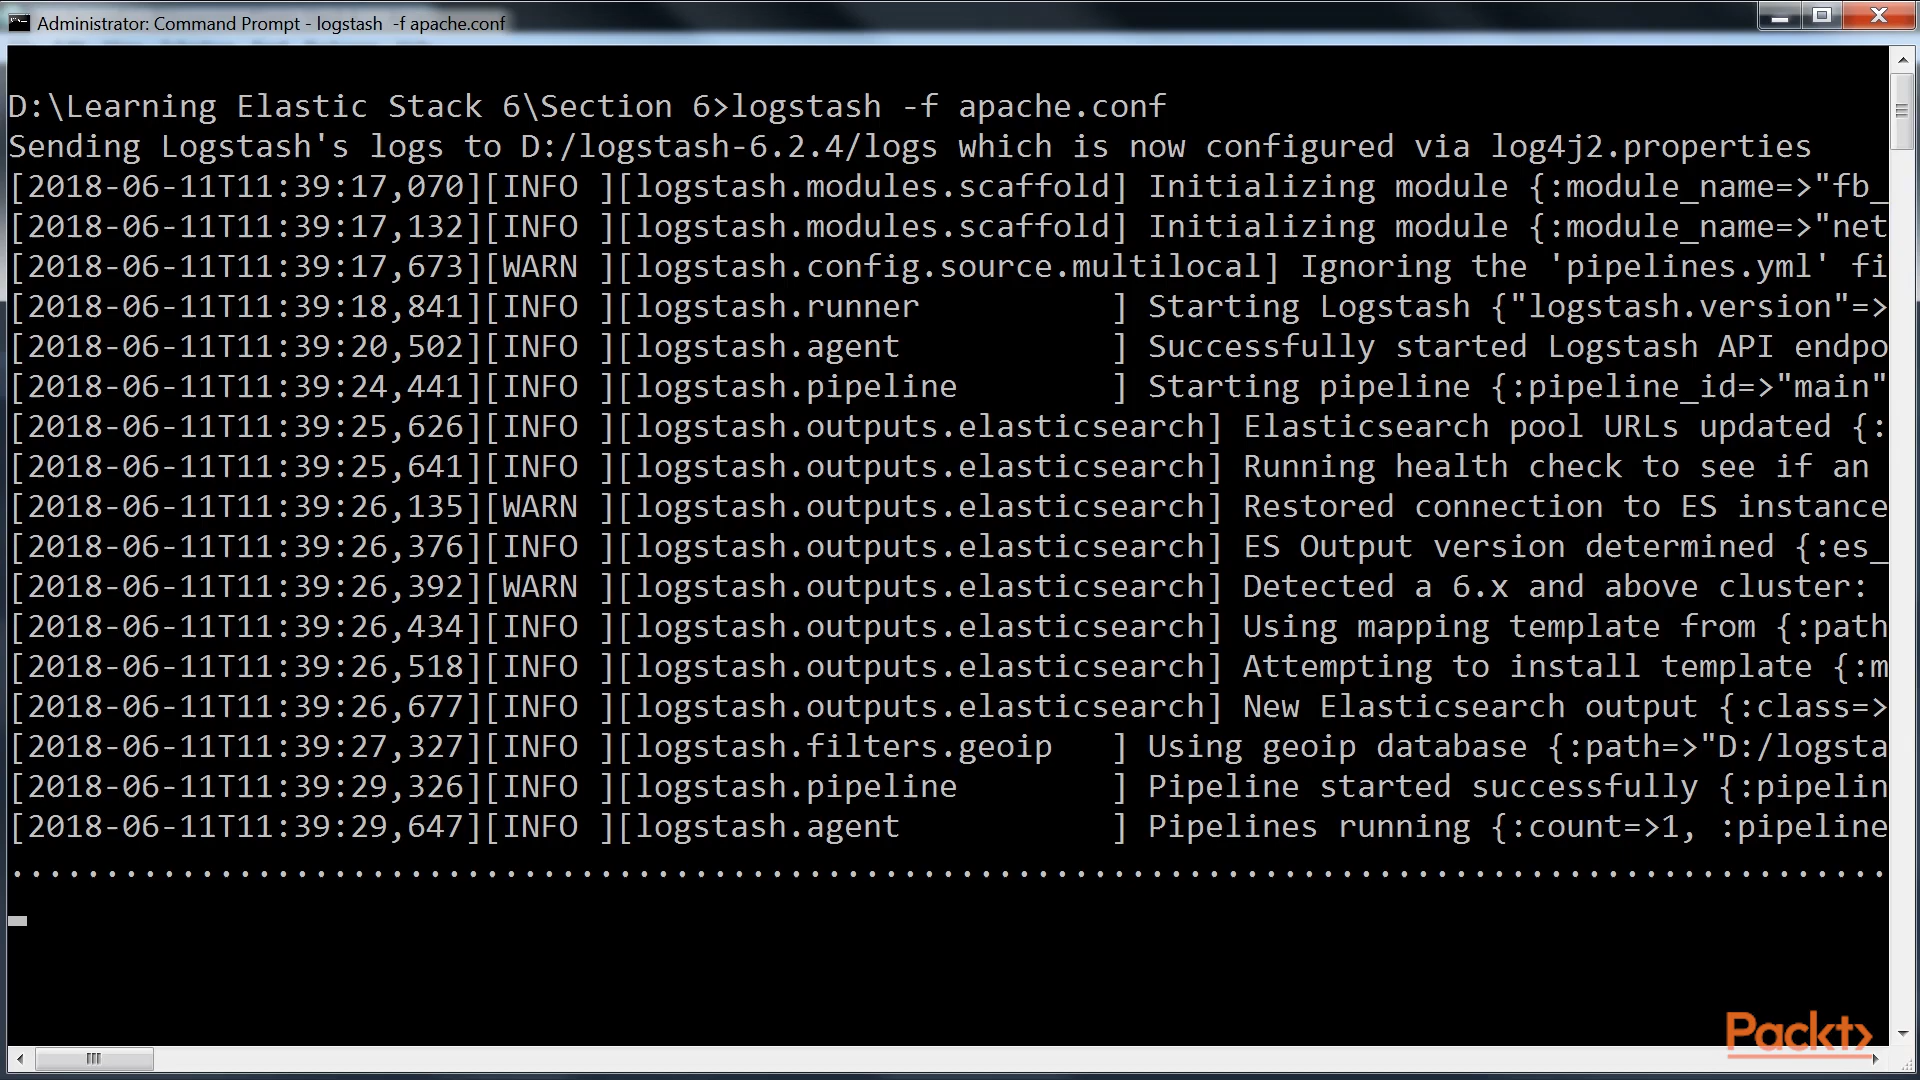 Administrator: Command Prompt - logstash -f apache.conf
D:\Learning Elastic Stack 6\Section 6>logstash -f apache.conf
Sending Logstash's logs to D:/logstash-6.2.4/logs which is now configured via log4j2.properties
[2018-06-11T11:39:17,070][INFO ][logstash.modules.scaffold] Initializing module {:module_name=>"fb_
[2018-06-11T11:39:17,132][INFO ][logstash.modules.scaffold] Initializing module {:module_name=>"net
[2018-06-11T11:39:17,673][WARN ][logstash.config.source.multilocal] Ignoring the 'pipelines.yml' fi
[2018-06-11T11:39:18,841][INFO ][logstash.runner          ] Starting Logstash {"logstash.version"=>
[2018-06-11T11:39:20,502][INFO ][logstash.agent           ] Successfully started Logstash API endpo
[2018-06-11T11:39:24,441][INFO ][logstash.pipeline        ] Starting pipeline {:pipeline_id=>"main"
[2018-06-11T11:39:25,626][INFO ][logstash.outputs.elasticsearch] Elasticsearch pool URLs updated {:
[2018-06-11T11:39:25,641][INFO ][logstash.outputs.elasticsearch] Running health check to see if an
[2018-06-11T11:39:26,135][WARN ][logstash.outputs.elasticsearch] Restored connection to ES instance
[2018-06-11T11:39:26,376][INFO ][logstash.outputs.elasticsearch] ES Output version determined {:es_
[2018-06-11T11:39:26,392][WARN ][logstash.outputs.elasticsearch] Detected a 6.x and above cluster:
[2018-06-11T11:39:26,434][INFO ][logstash.outputs.elasticsearch] Using mapping template from {:path
[2018-06-11T11:39:26,518][INFO ][logstash.outputs.elasticsearch] Attempting to install template {:m
[2018-06-11T11:39:26,677][INFO ][logstash.outputs.elasticsearch] New Elasticsearch output {:class=>
[2018-06-11T11:39:27,327][INFO ][logstash.filters.geoip   ] Using geoip database {:path=>"D:/logsta
[2018-06-11T11:39:29,326][INFO ][logstash.pipeline        ] Pipeline started successfully {:pipelin
[2018-06-11T11:39:29,647][INFO ][logstash.agent           ] Pipelines running {:count=>1, :pipeline
...................................................................................................
Packt>